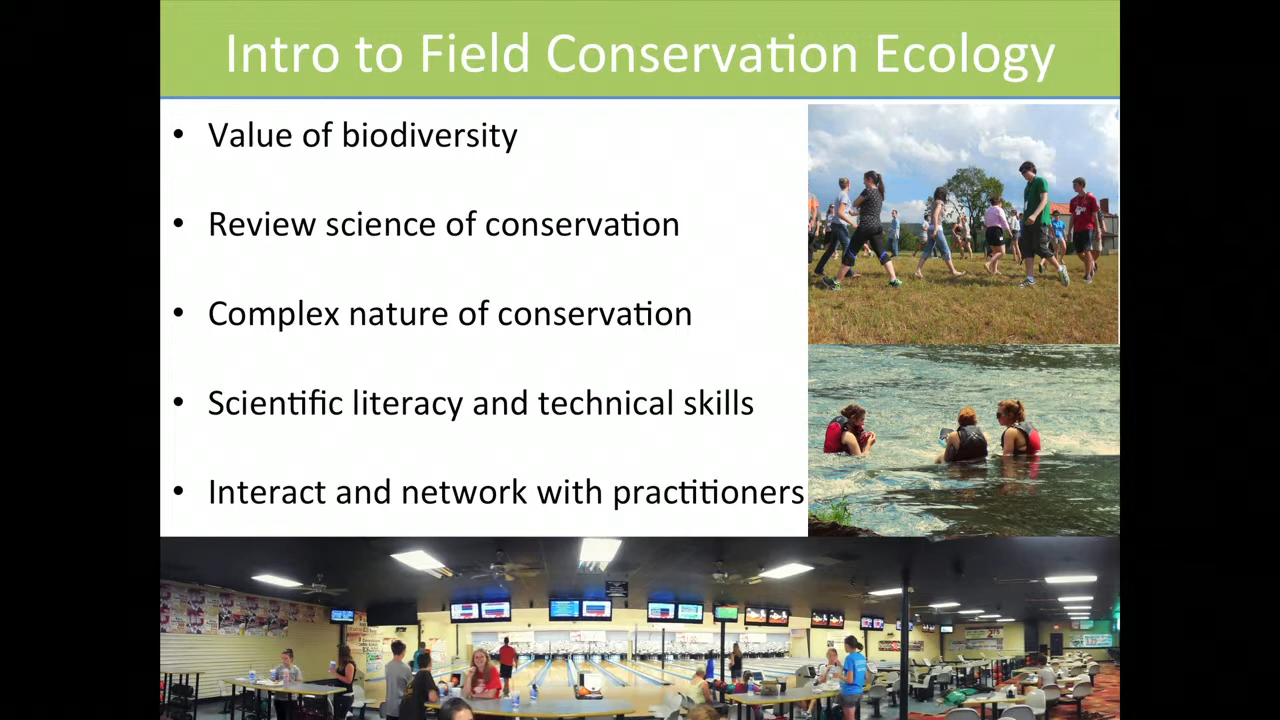 Intro to Field Conservation Ecology
• Value of biodiversity
• Review science of conservation
• Complex nature of conservation
• Scientific literacy and technical skills
• Interact and network with practitioners